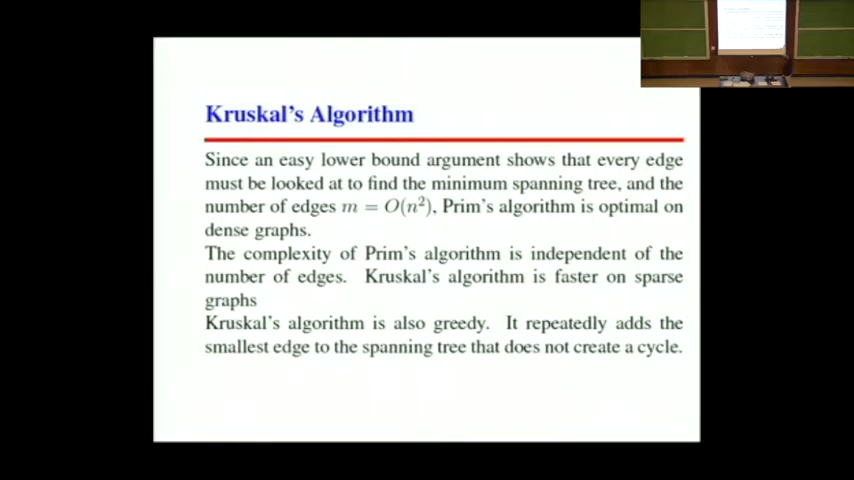 Kruskal's Algorithm
Since an easy lower bound argument shows that every edge
must be looked at to find the minimum spanning tree, and the
number of edges m = O(n²), Prim's algorithm is optimal on
dense graphs.
The complexity of Prim's algorithm is independent of the
number of edges. Kruskal's algorithm is faster on sparse
graphs
Kruskal's algorithm is also greedy. It repeatedly adds the
smallest edge to the spanning tree that does not create a cycle.